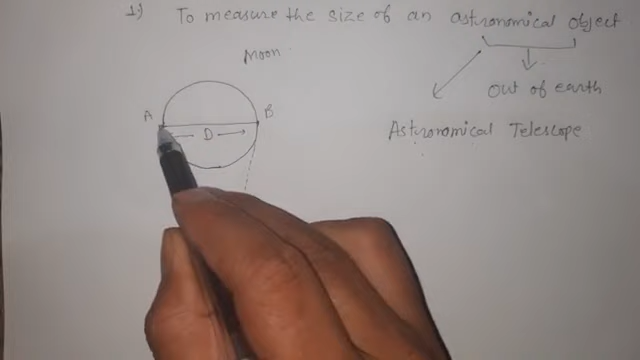 1) To measure the size of an astronomical object
Moon
Out of earth
A B
D
Astronomical Telescope